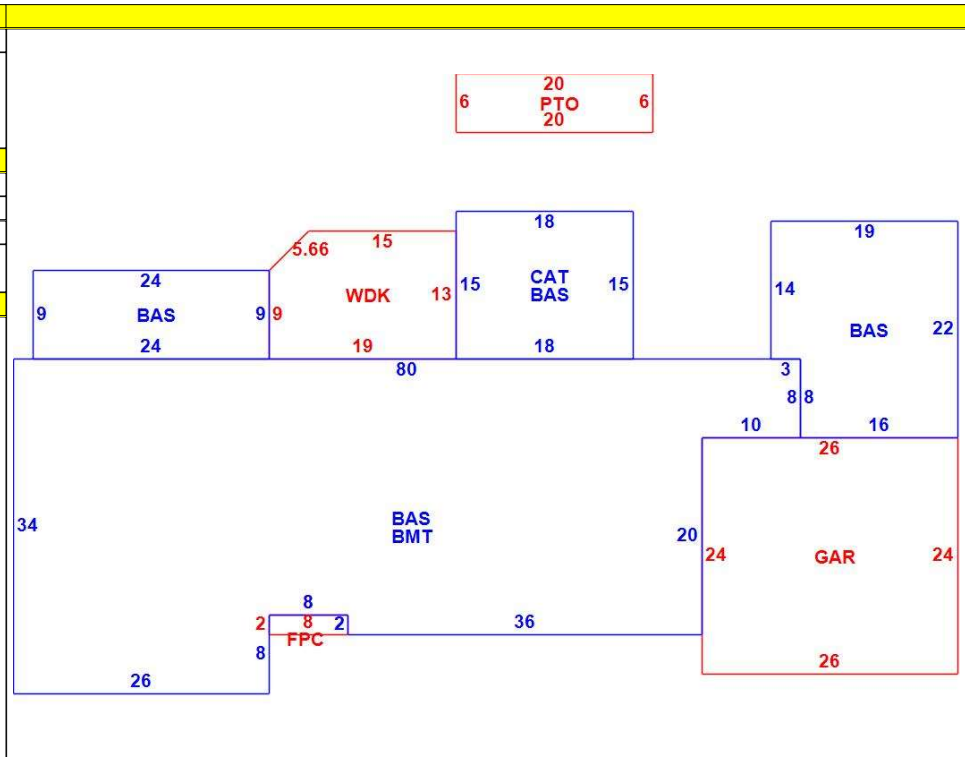 20
6 PTO 6
20
18
19
5.66 15
24
15 CAT 15
BAS
14
WDK 13
9 BAS 9 9
BAS 22
24 19 18
80 3
8 8
10 16
26
34
BAS
BMT
20
24 GAR 24
8
2 8 2 36
FPC
8
26
26